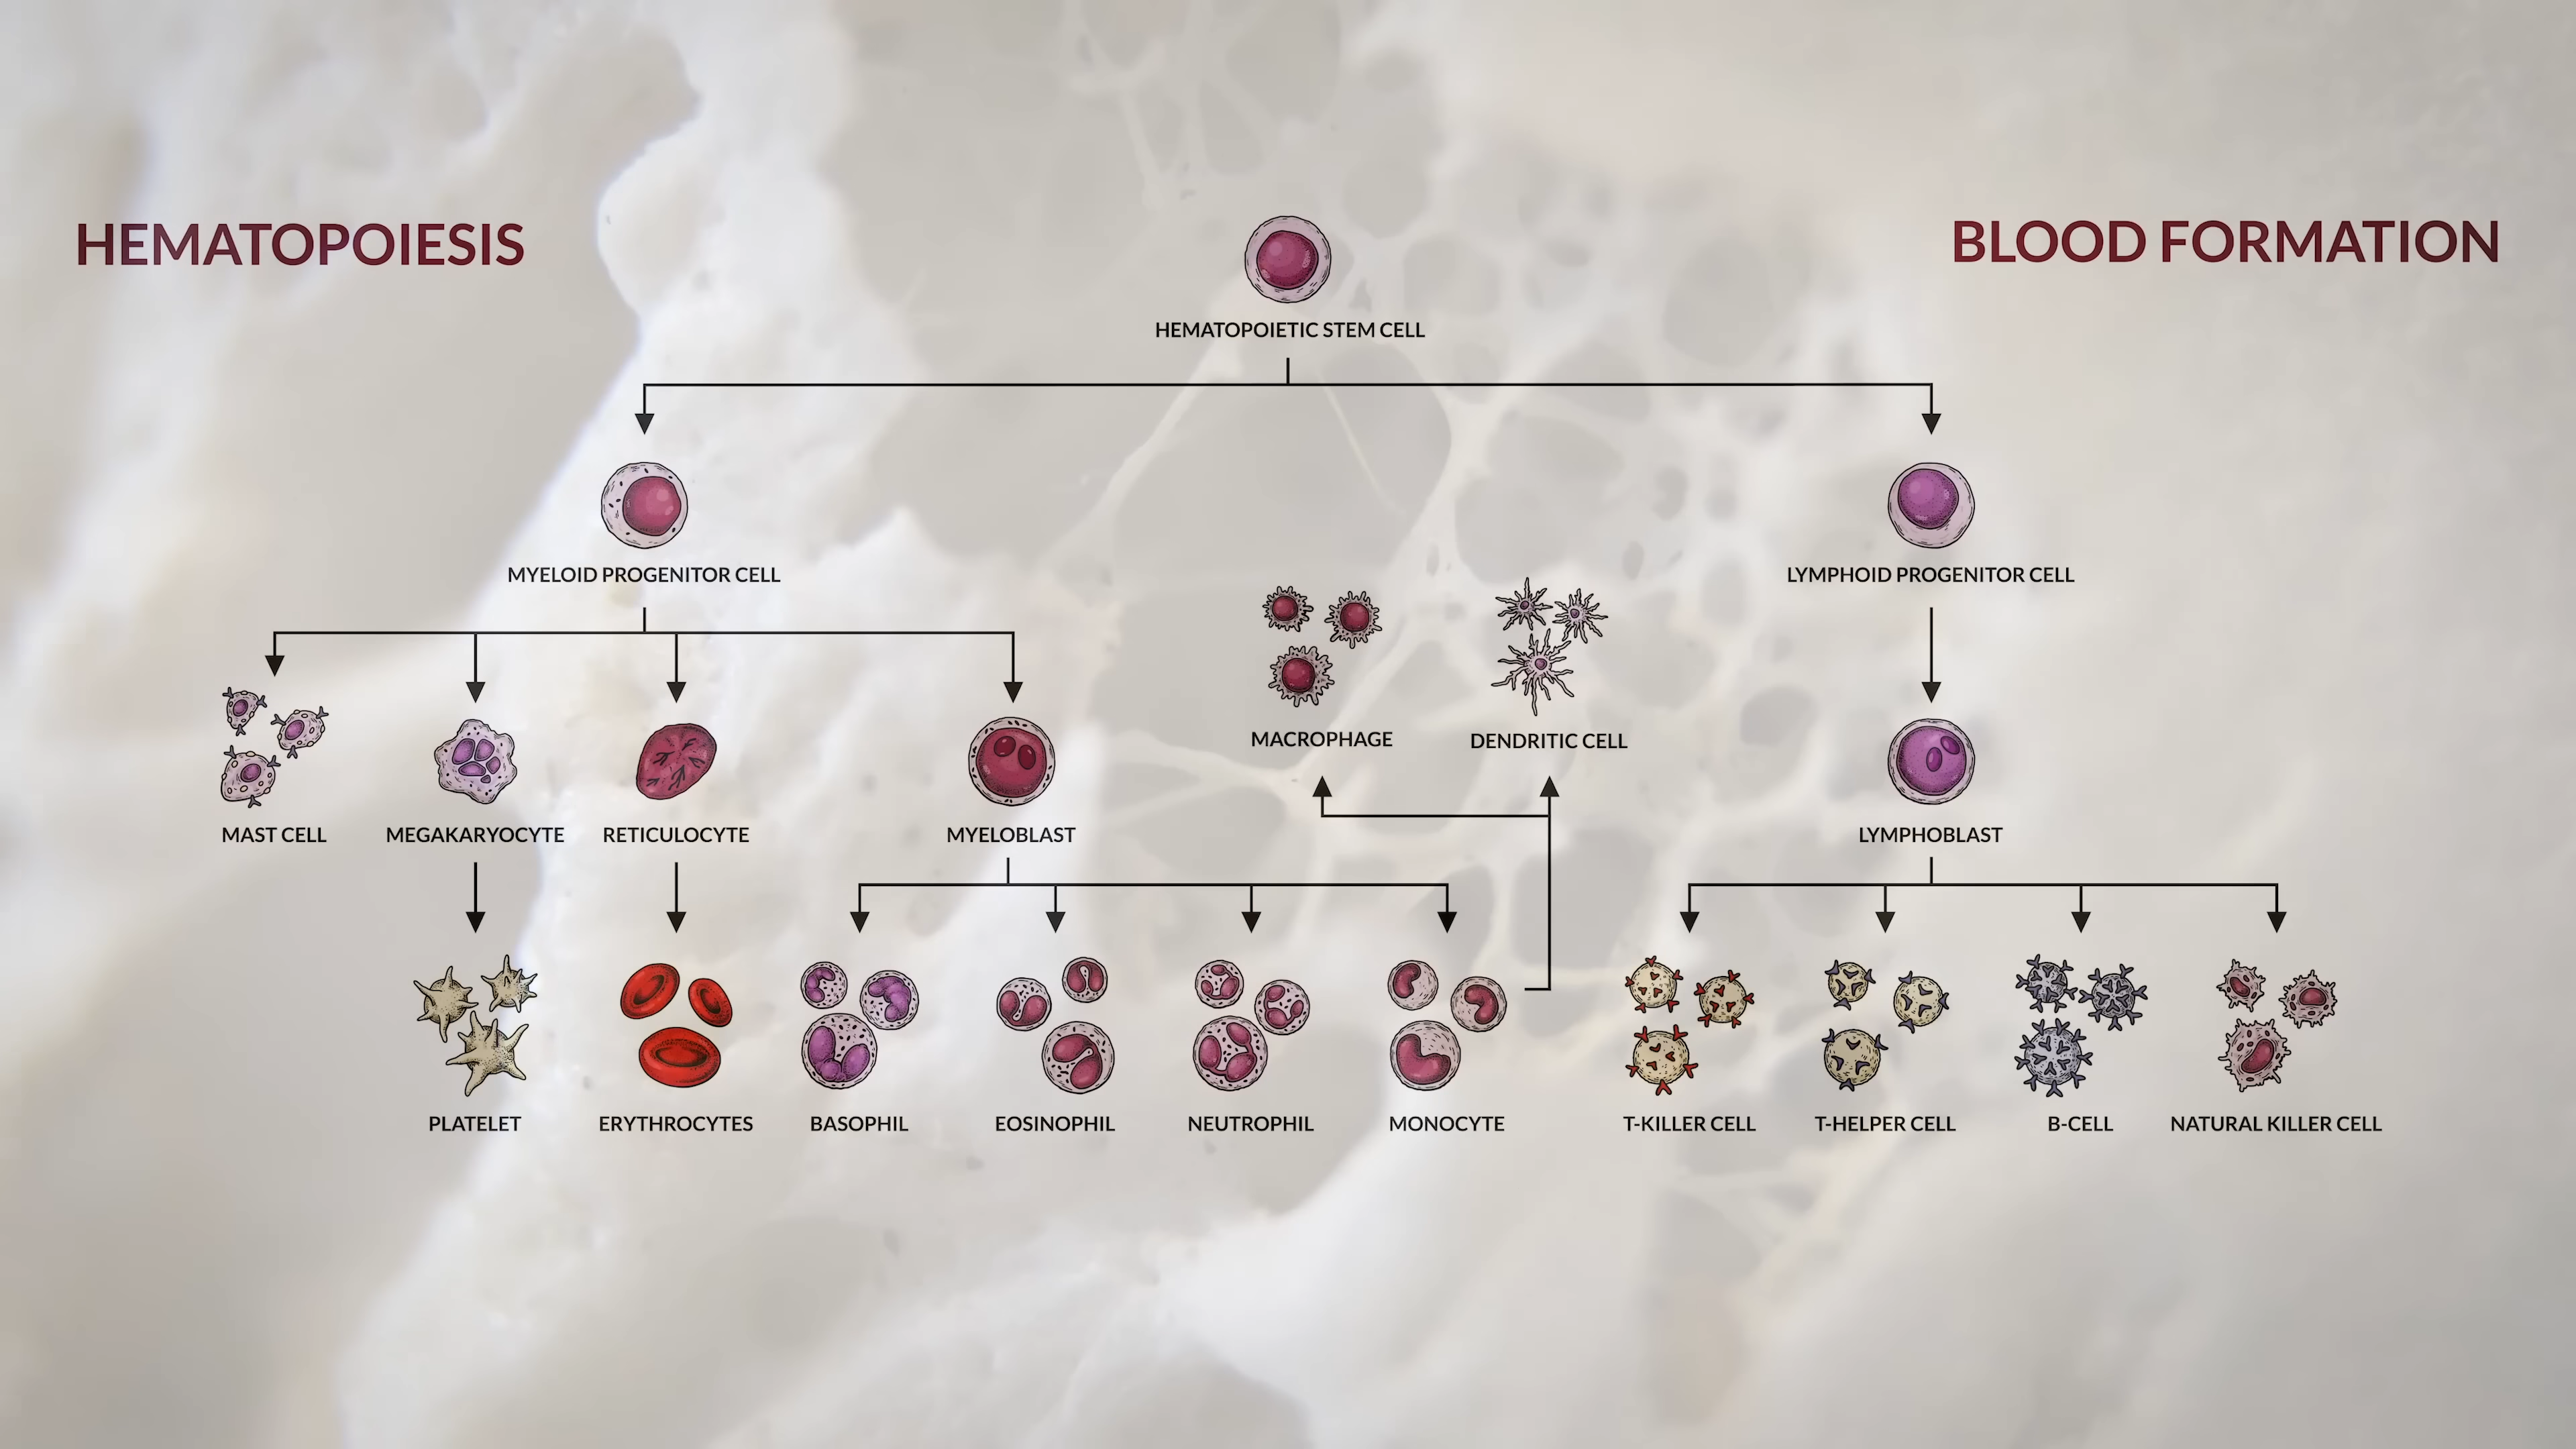 HEMATOPOIESIS
BLOOD FORMATION
HEMATOPOIETIC STEM CELL
MYELOID PROGENITOR CELL
LYMPHOID PROGENITOR CELL
MACROPHAGE
DENDRITIC CELL
MAST CELL
MEGAKARYOCYTE
RETICULOCYTE
MYELOBLAST
LYMPHOBLAST
PLATELET
ERYTHROCYTES
BASOPHIL
EOSINOPHIL
NEUTROPHIL
MONOCYTE
T-KILLER CELL
T-HELPER CELL
B-CELL
NATURAL KILLER CELL